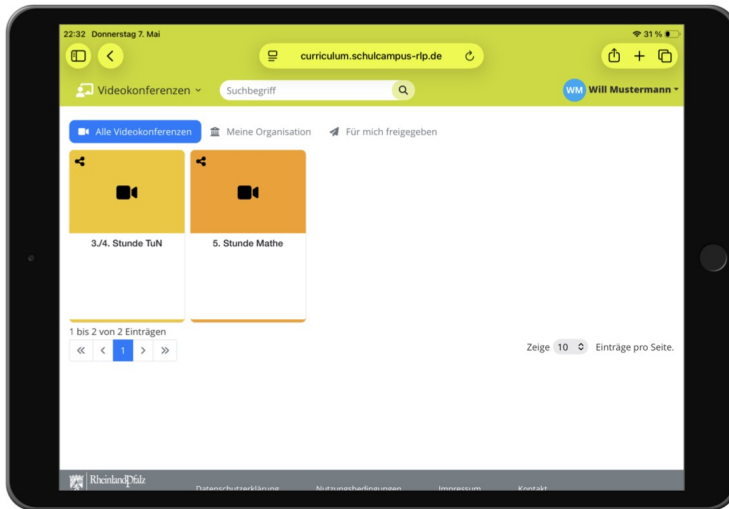 22:32 Donnerstag 7. Mai
31 %
curriculum.schulcampus-rlp.de
Videokonferenzen
Suchbegriff
WM Will Mustermann
Alle Videokonferenzen Meine Organisation Für mich freigegeben
3./4. Stunde TuN
5. Stunde Mathe
1 bis 2 von 2 Einträgen
« < 1 > »
Zeige 10 Einträge pro Seite.
RheinlandPfalz
Datenschutzerklärung Nutzungsbedingungen Impressum Kontakt